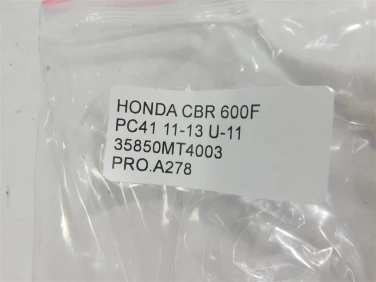 HONDA CBR 600F
PC41 11-13 U-11
35850MT4003
PRO.A278